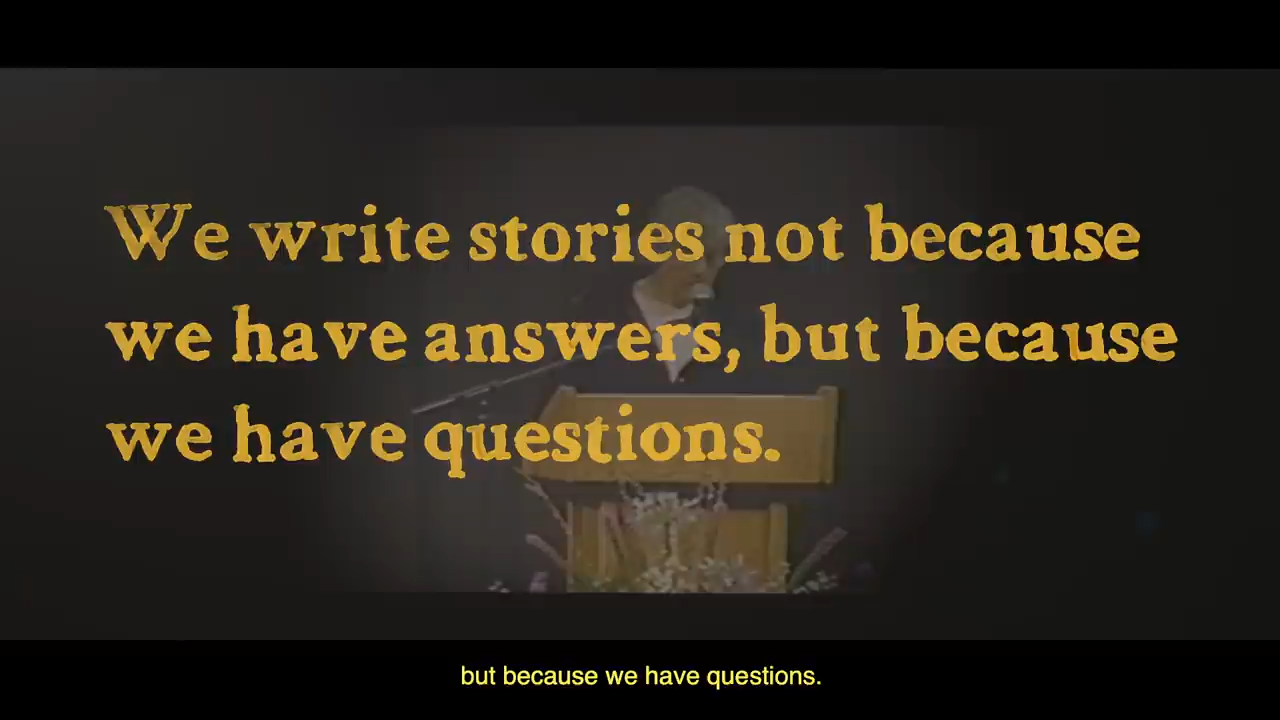 We write stories not because
we have answers, but because
we have questions.
but because we have questions.